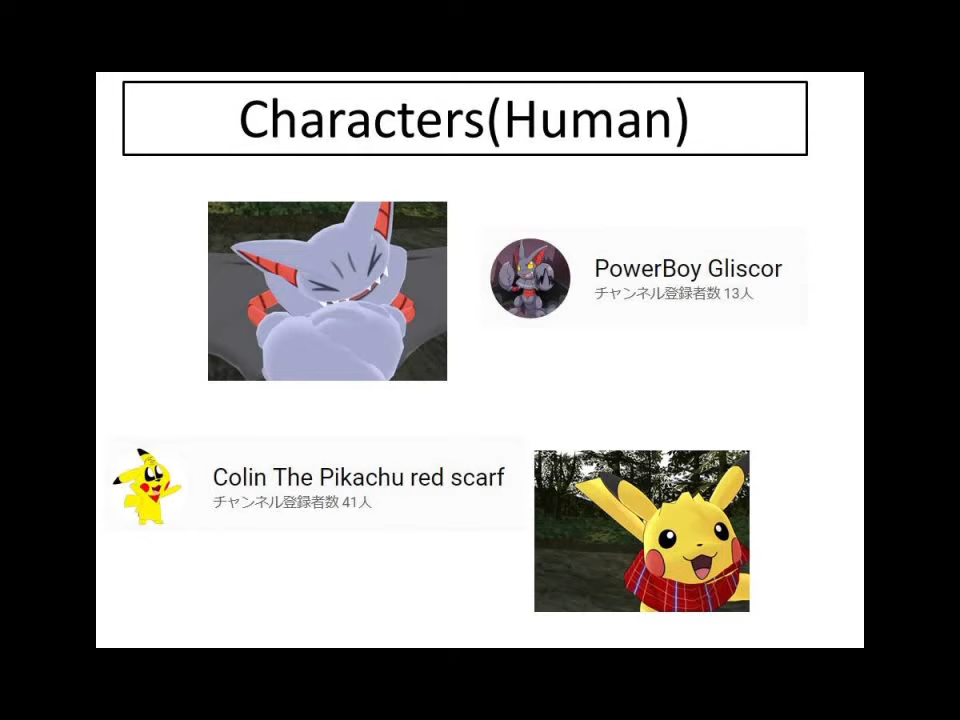 Characters(Human)
PowerBoy Gliscor
チャンネル登録者数 13人
Colin The Pikachu red scarf
チャンネル登録者数 41人